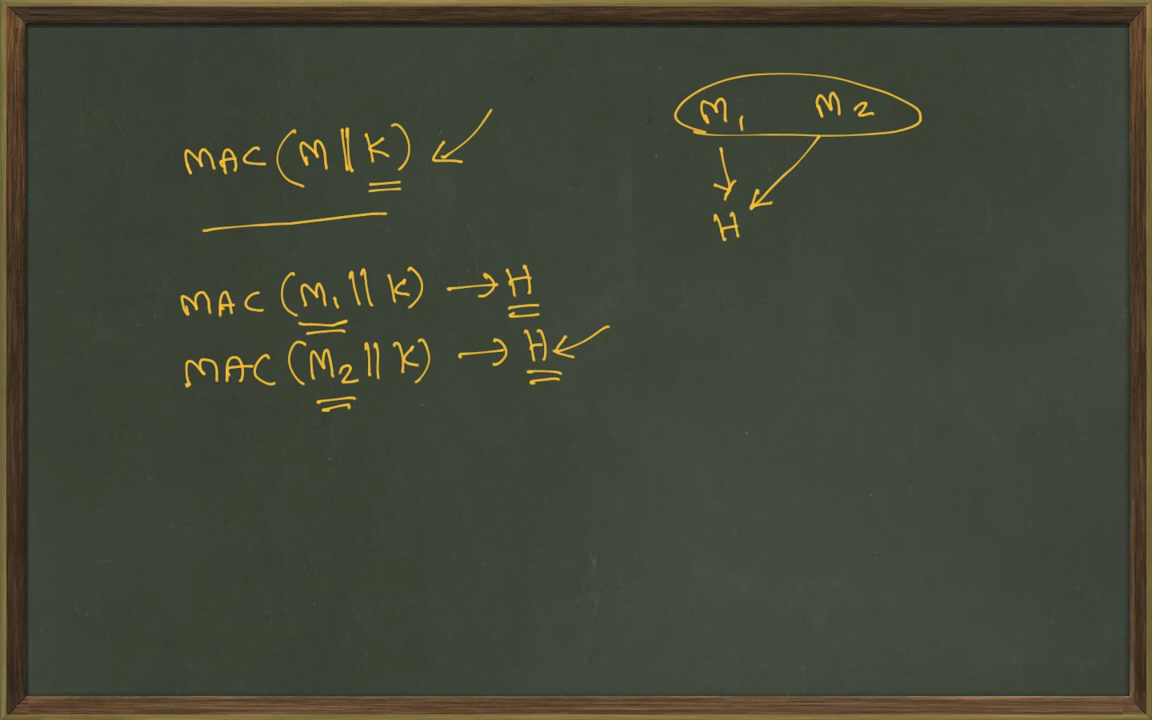 MAC (M || K)
MAC (M₁ || K) → H
MAC (M₂ || K) → H
M₁ M₂
H